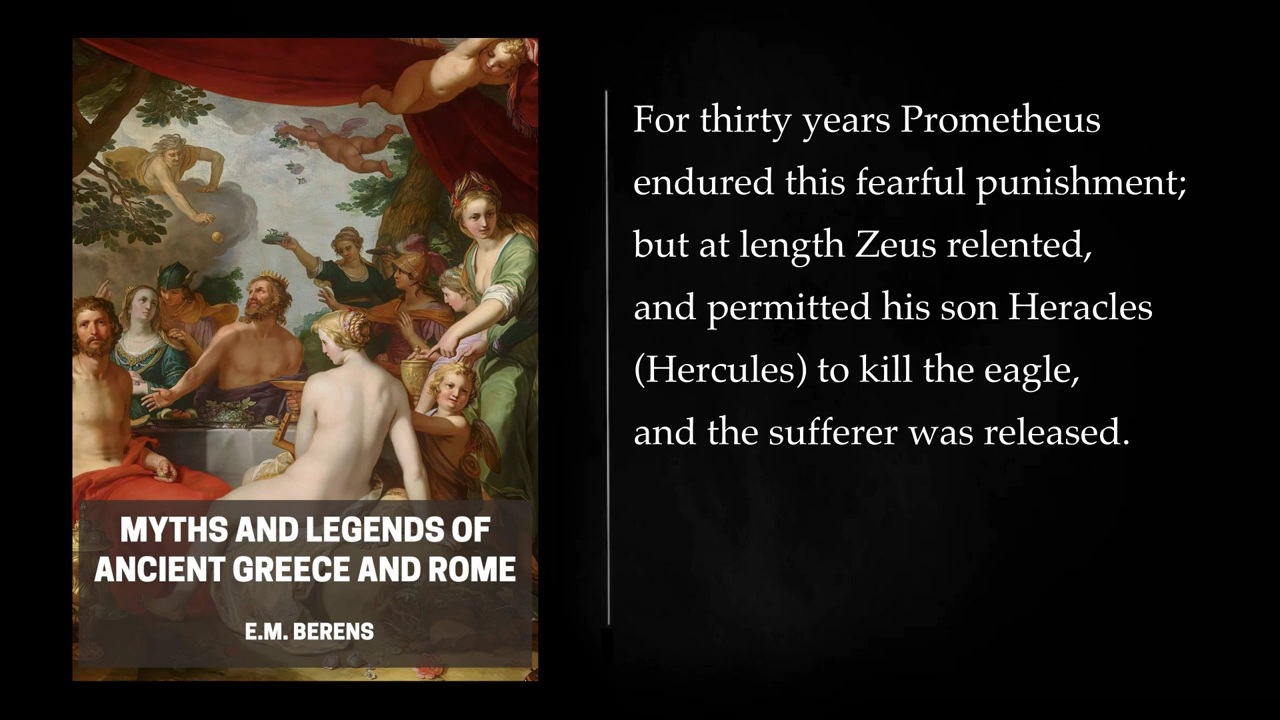 MYTHS AND LEGENDS OF
ANCIENT GREECE AND ROME
E.M. BERENS
For thirty years Prometheus
endured this fearful punishment;
but at length Zeus relented,
and permitted his son Heracles
(Hercules) to kill the eagle,
and the sufferer was released.